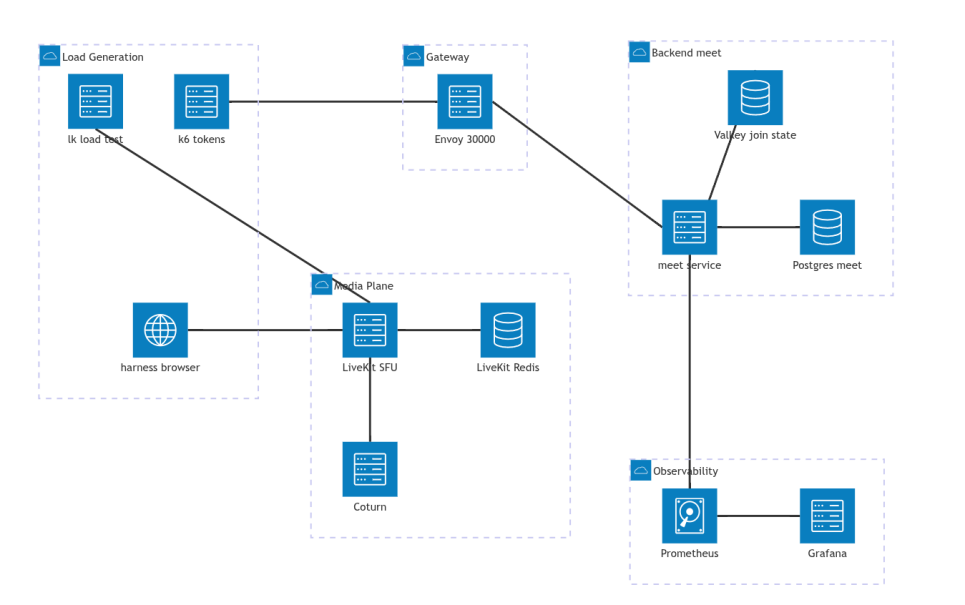 Load Generation
lk load test
k6 tokens
harness browser
Gateway
Envoy 30000
Backend meet
Valkey join state
meet service
Postgres meet
Media Plane
LiveKit SFU
LiveKit Redis
Coturn
Observability
Prometheus
Grafana